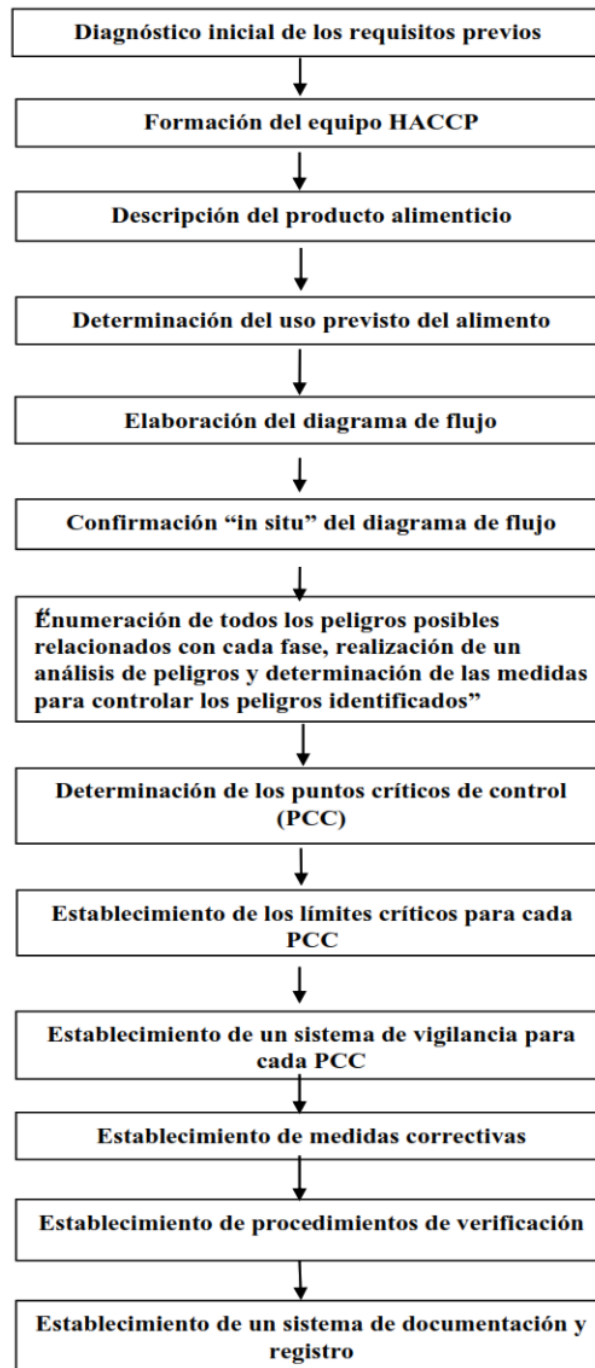 Diagnóstico inicial de los requisitos previos
Formación del equipo HACCP
Descripción del producto alimenticio
Determinación del uso previsto del alimento
Elaboración del diagrama de flujo
Confirmación “in situ” del diagrama de flujo
“Enumeración de todos los peligros posibles
relacionados con cada fase, realización de un
análisis de peligros y determinación de las medidas
para controlar los peligros identificados”
Determinación de los puntos críticos de control
(PCC)
Establecimiento de los límites críticos para cada
PCC
Establecimiento de un sistema de vigilancia para
cada PCC
Establecimiento de medidas correctivas
Establecimiento de procedimientos de verificación
Establecimiento de un sistema de documentación y
registro